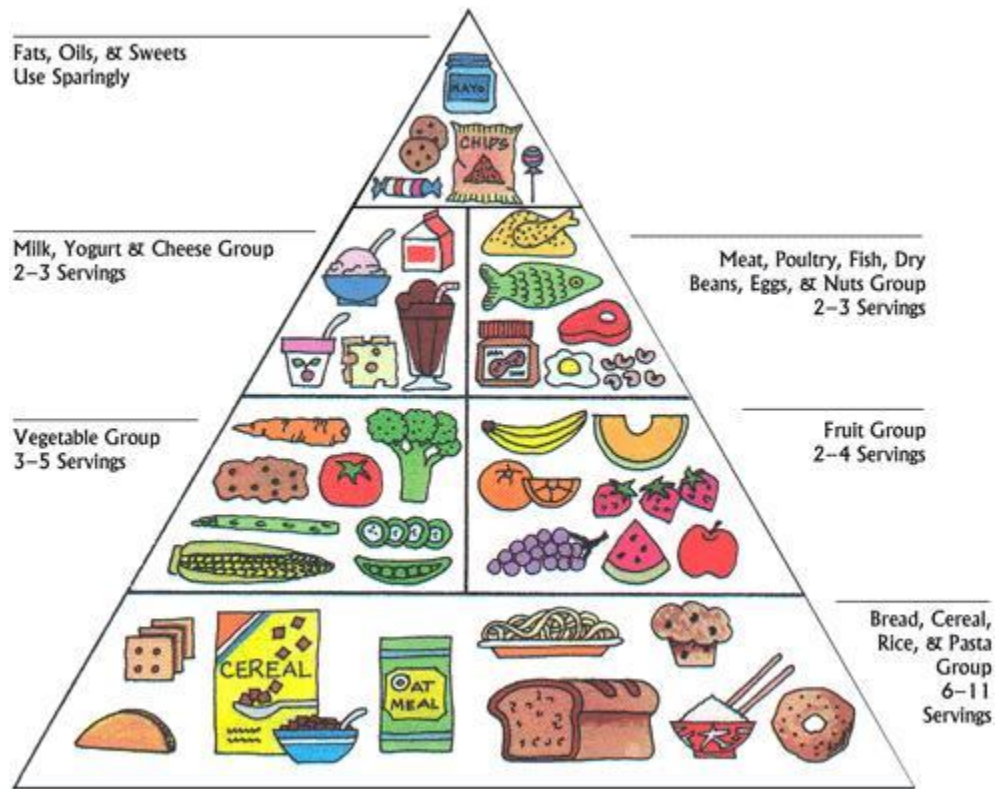 Fats, Oils, & Sweets
Use Sparingly
MAYO
CHIPS
Milk, Yogurt & Cheese Group
2–3 Servings
Meat, Poultry, Fish, Dry
Beans, Eggs, & Nuts Group
2–3 Servings
Vegetable Group
3–5 Servings
Fruit Group
2–4 Servings
Bread, Cereal,
Rice, & Pasta
Group
6–11
Servings
CEREAL
OAT
MEAL